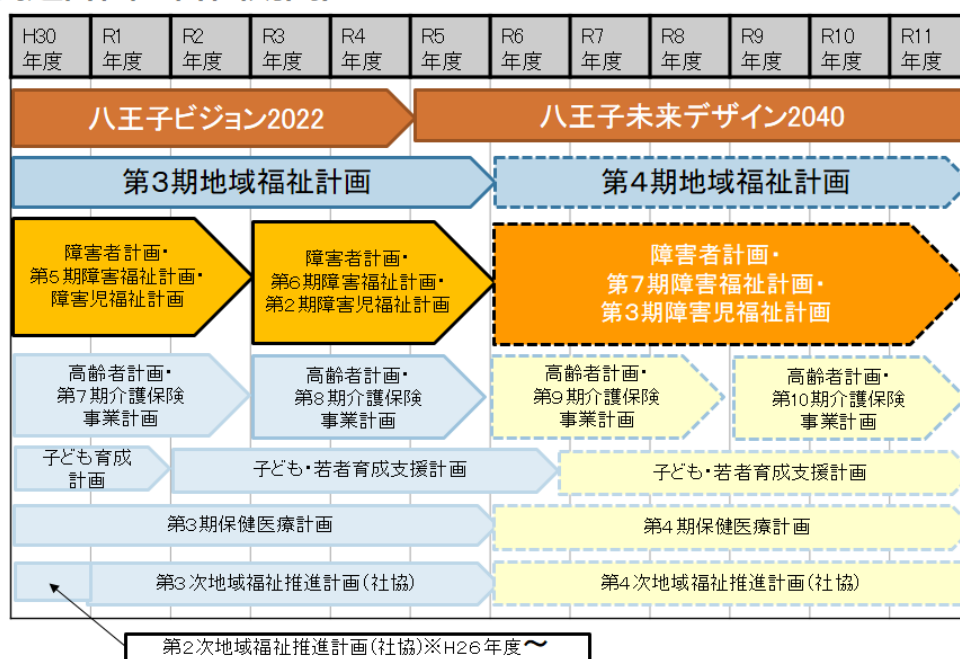 H30
年度
R1
年度
R2
年度
R3
年度
R4
年度
R5
年度
R6
年度
R7
年度
R8
年度
R9
年度
R10
年度
R11
年度
八王子ビジョン2022
八王子未来デザイン2040
第3期地域福祉計画
第4期地域福祉計画
障害者計画・
第5期障害福祉計画・
障害児福祉計画
障害者計画・
第6期障害福祉計画・
第2期障害児福祉計画
障害者計画・
第7期障害福祉計画・
第3期障害児福祉計画
高齢者計画・
第7期介護保険
事業計画
高齢者計画・
第8期介護保険
事業計画
高齢者計画・
第9期介護保険
事業計画
高齢者計画・
第10期介護保険
事業計画
子ども育成
計画
子ども・若者育成支援計画
子ども・若者育成支援計画
第3期保健医療計画
第4期保健医療計画
第3次地域福祉推進計画(社協)
第4次地域福祉推進計画(社協)
第2次地域福祉推進計画(社協)※H26年度～